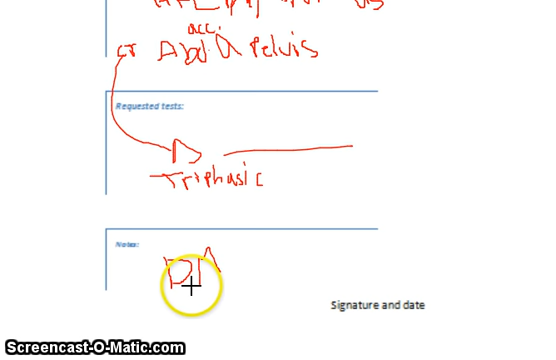 acc.
CT Abd & Pelvis
Requested tests:
Triphasic
Notes:
Signature and date
Screencast-O-Matic.com